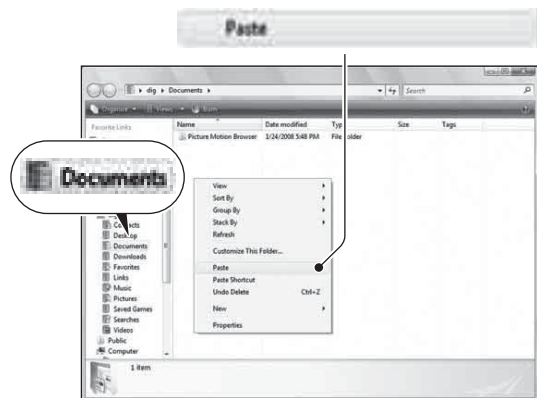 Paste
dig ▸ Documents ▸
Search
Organize Views Burn
Favorite Links
Name Date modified Size Tags
Picture Motion Browser 1/24/2008 5:48 PM File
Documents
View
Sort By
Group By
Stack By
Refresh
Customize This Folder...
Paste
Paste Shortcut
Undo Delete Ctrl+Z
New
Properties
Desktop
Documents
Downloads
Favorites
Links
Music
Pictures
Saved Games
Searches
Videos
Public
Computer
1 item